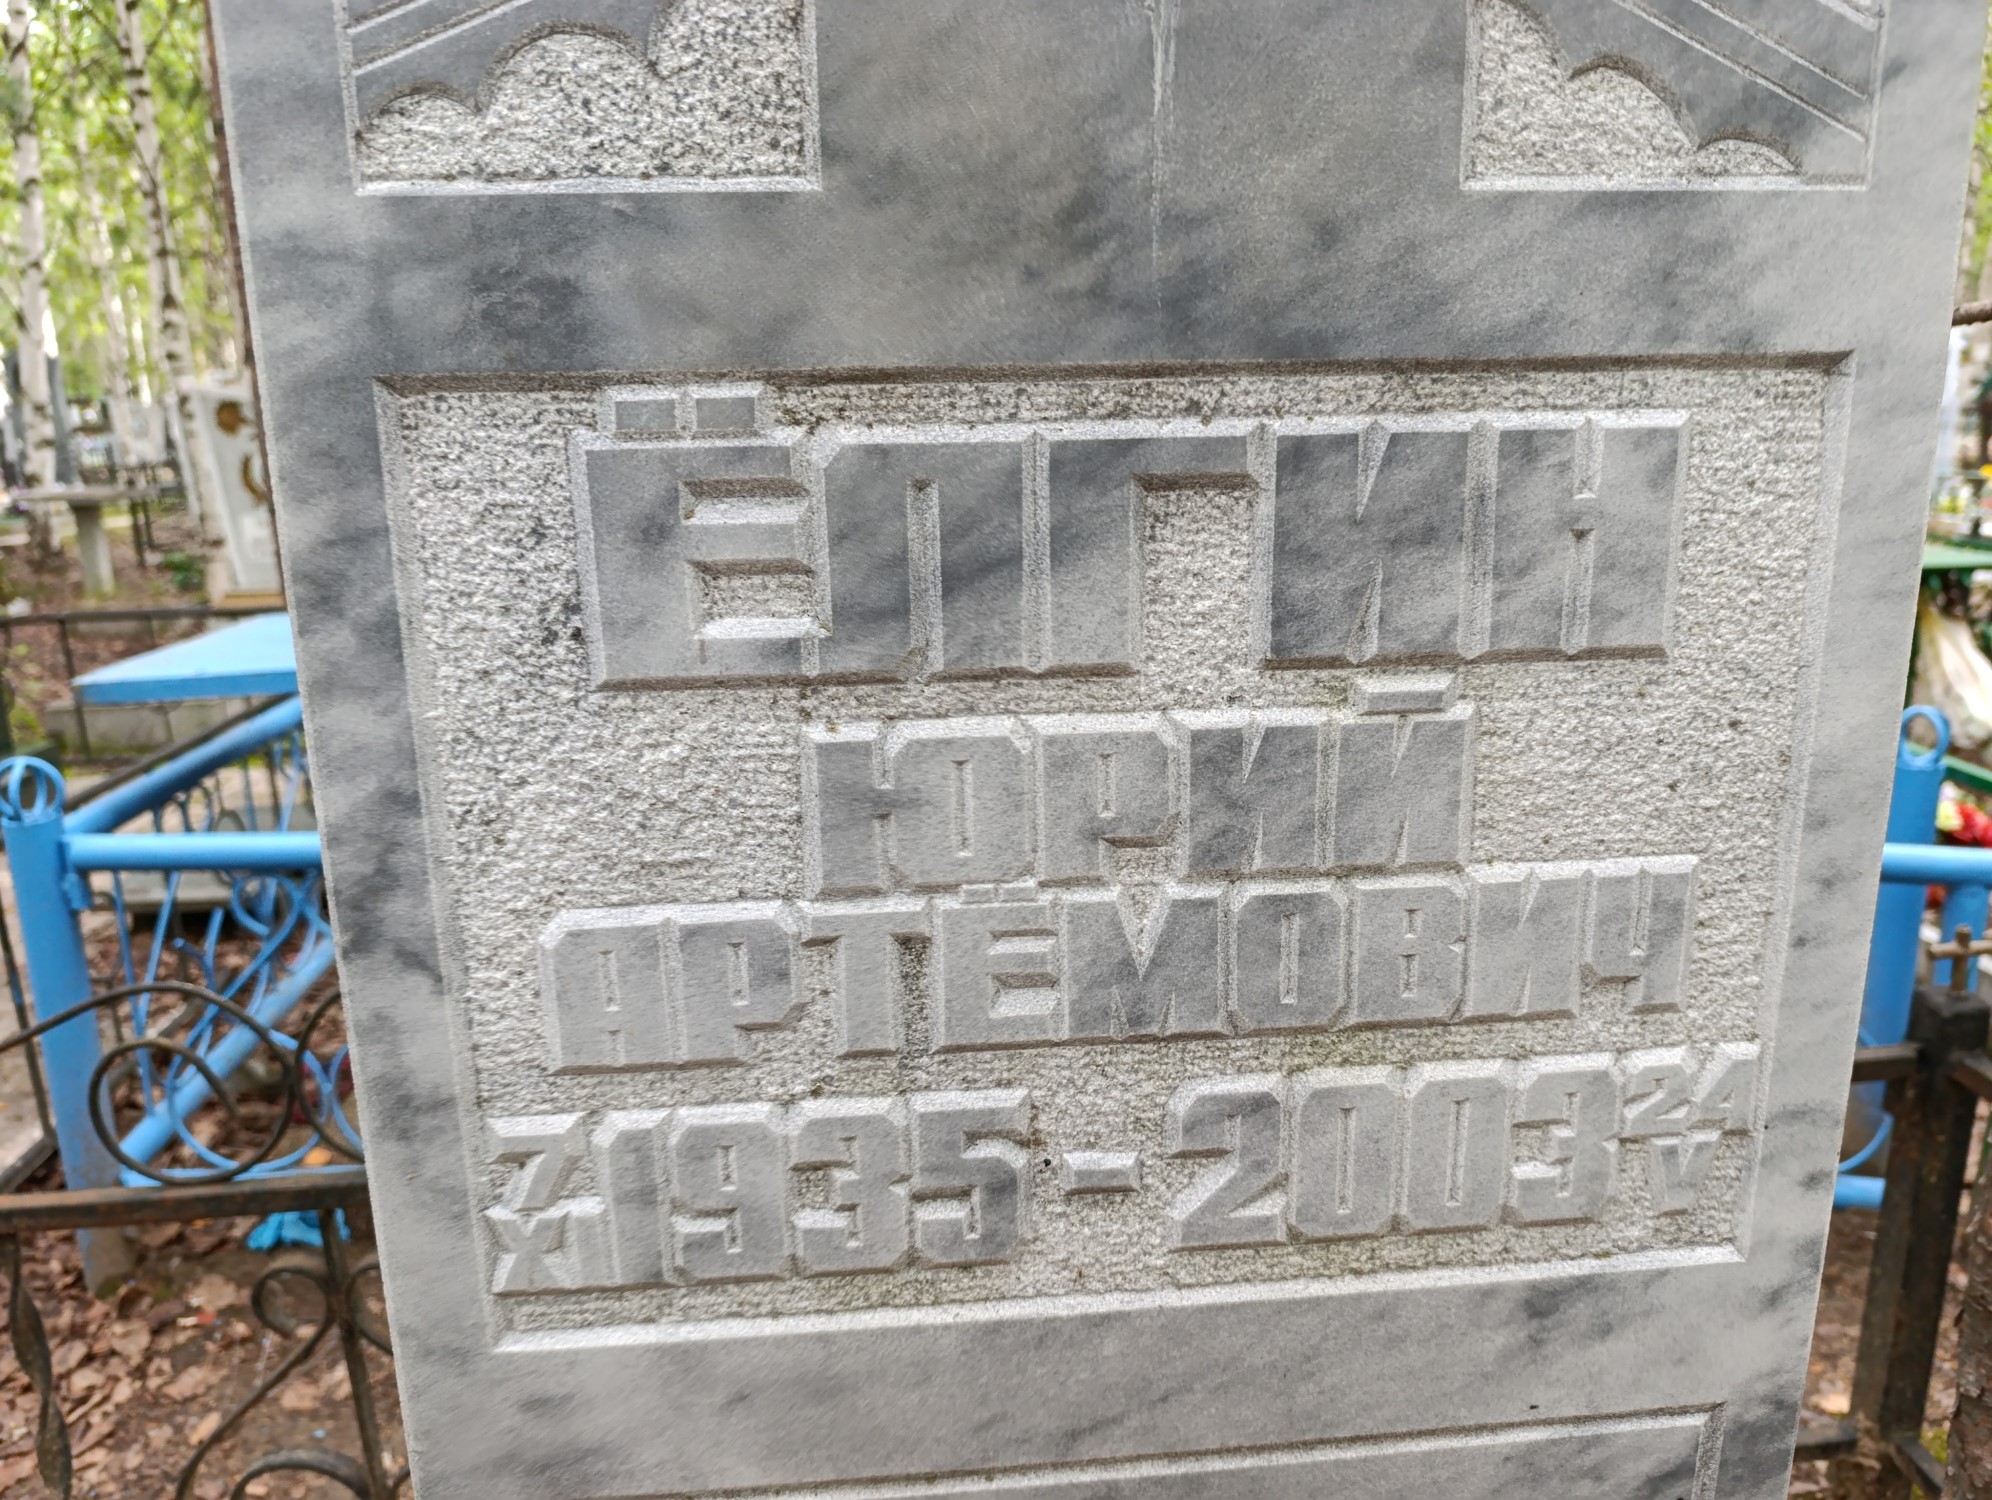 ЁЛГИН
ЮРИЙ
АРТЁМОВИЧ
7 XI 1935 - 2003 24 V